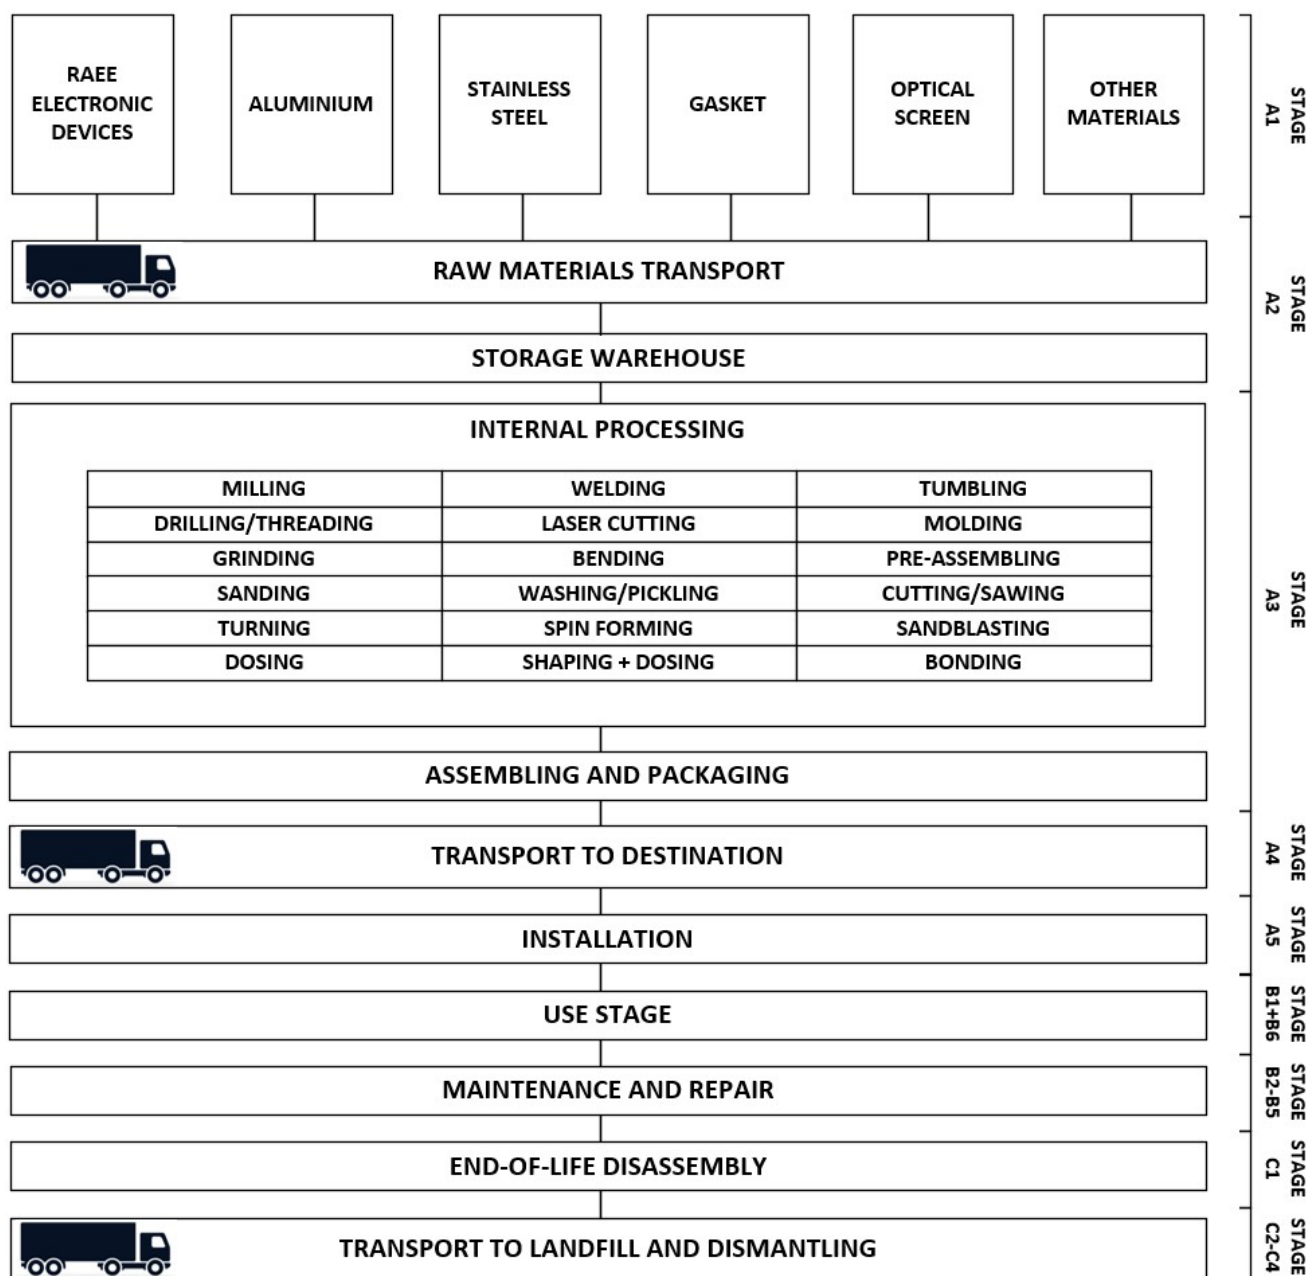 RAEE
ELECTRONIC
DEVICES
ALUMINIUM
STAINLESS
STEEL
GASKET
OPTICAL
SCREEN
OTHER
MATERIALS
STAGE
A1
RAW MATERIALS TRANSPORT
STAGE
A2
STORAGE WAREHOUSE
INTERNAL PROCESSING
MILLING
WELDING
TUMBLING
DRILLING/THREADING
LASER CUTTING
MOLDING
GRINDING
BENDING
PRE-ASSEMBLING
SANDING
WASHING/PICKLING
CUTTING/SAWING
TURNING
SPIN FORMING
SANDBLASTING
DOSING
SHAPING + DOSING
BONDING
STAGE
A3
ASSEMBLING AND PACKAGING
TRANSPORT TO DESTINATION
STAGE
A4
INSTALLATION
STAGE
A5
USE STAGE
STAGE
B1+B6
MAINTENANCE AND REPAIR
STAGE
B2-B5
END-OF-LIFE DISASSEMBLY
STAGE
C1
TRANSPORT TO LANDFILL AND DISMANTLING
STAGE
C2-C4